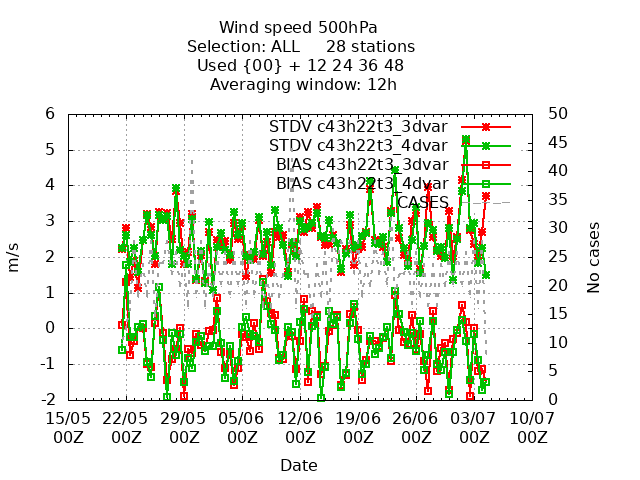 Wind speed 500hPa
Selection: ALL     28 stations
Used {00} + 12 24 36 48
Averaging window: 12h
STDV c43h22t3_3dvar
STDV c43h22t3_4dvar
BIAS c43h22t3_3dvar
BIAS c43h22t3_4dvar
CASES
6
5
4
3
2
1
0
-1
-2
m/s
50
45
40
35
30
25
20
15
10
5
0
No cases
15/05 22/05 29/05 05/06 12/06 19/06 26/06 03/07 10/07
00Z 00Z 00Z 00Z 00Z 00Z 00Z 00Z 00Z
Date